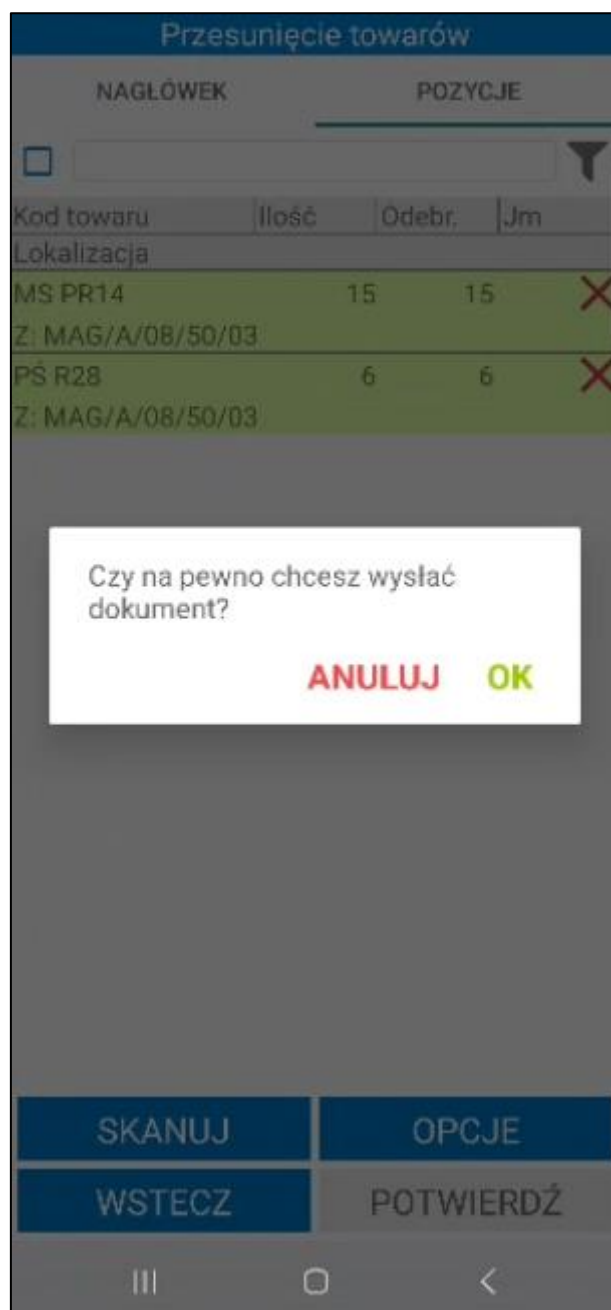 Przesunięcie towarów
NAGŁÓWEK POZYCJE
Kod towaru Ilość Odebr. Jm
Lokalizacja
MS PR14 15 15
Z: MAG/A/08/50/03
PŚ R28 6 6
Z: MAG/A/08/50/03
Czy na pewno chcesz wysłać
dokument?
ANULUJ OK
SKANUJ OPCJE
WSTECZ POTWIERDŹ